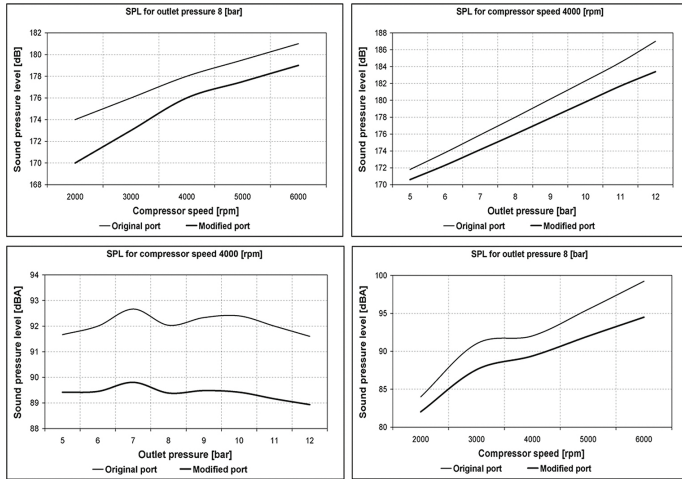 SPL for outlet pressure 8 [bar]
Sound pressure level [dB]
182
180
178
176
174
172
170
168
2000 3000 4000 5000 6000
Compressor speed [rpm]
Original port Modified port
SPL for compressor speed 4000 [rpm]
Sound pressure level [dB]
188
186
184
182
180
178
176
174
172
170
5 6 7 8 9 10 11 12
Outlet pressure [bar]
Original port Modified port
SPL for compressor speed 4000 [rpm]
Sound pressure level [dBA]
94
93
92
91
90
89
88
5 6 7 8 9 10 11 12
Outlet pressure [bar]
Original port Modified port
SPL for outlet pressure 8 [bar]
Sound pressure level [dBA]
100
95
90
85
80
2000 3000 4000 5000 6000
Compressor speed [rpm]
Original port Modified port